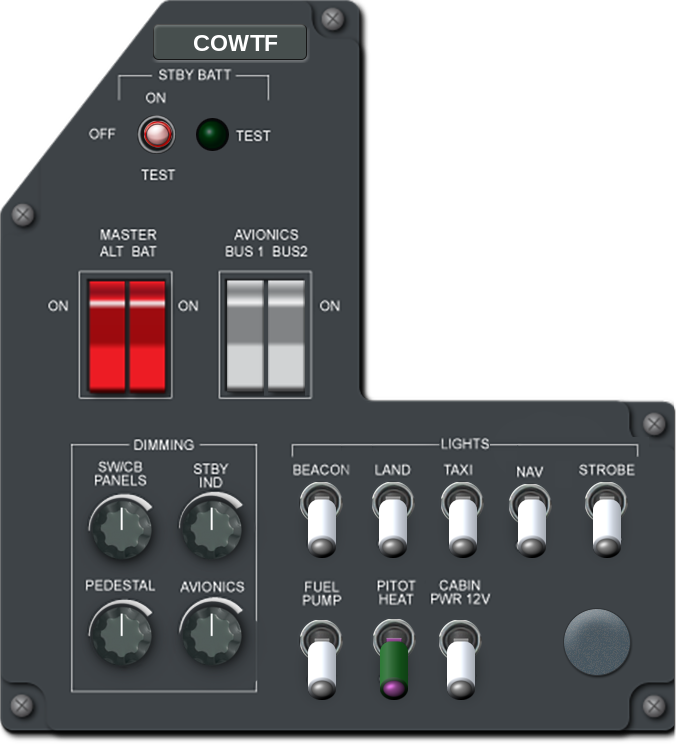 COWTF
STBY BATT
ON
OFF
TEST
TEST
MASTER
ALT BAT
AVIONICS
BUS 1 BUS2
ON
ON
ON
DIMMING
SW/CB
PANELS
STBY
IND
PEDESTAL
AVIONICS
LIGHTS
BEACON
LAND
TAXI
NAV
STROBE
FUEL
PUMP
PITOT
HEAT
CABIN
PWR 12V